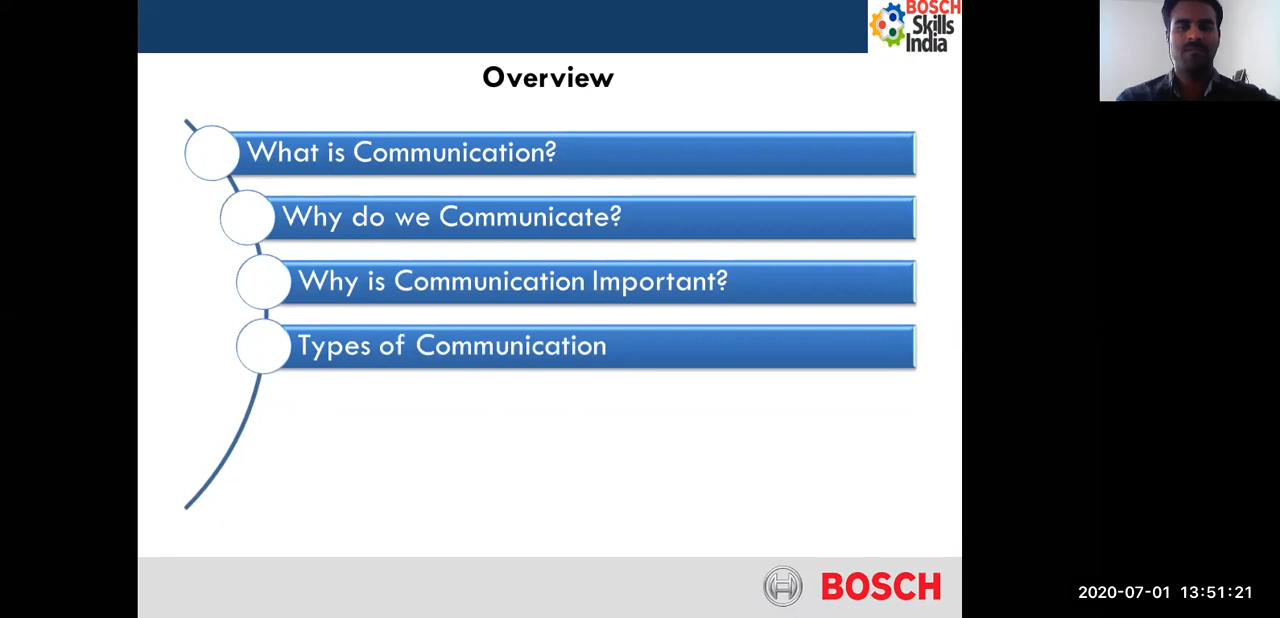 BOSCH
Skills
India
Overview
What is Communication?
Why do we Communicate?
Why is Communication Important?
Types of Communication
BOSCH
2020-07-01 13:51:21